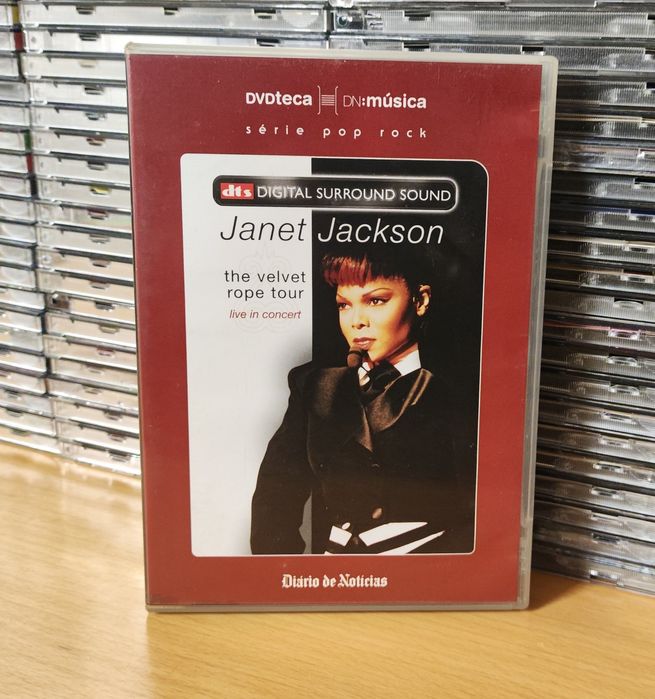 DVDteca DN:música
série pop rock
dts DIGITAL SURROUND SOUND
Janet Jackson
the velvet
rope tour
live in concert
Diário de Notícias